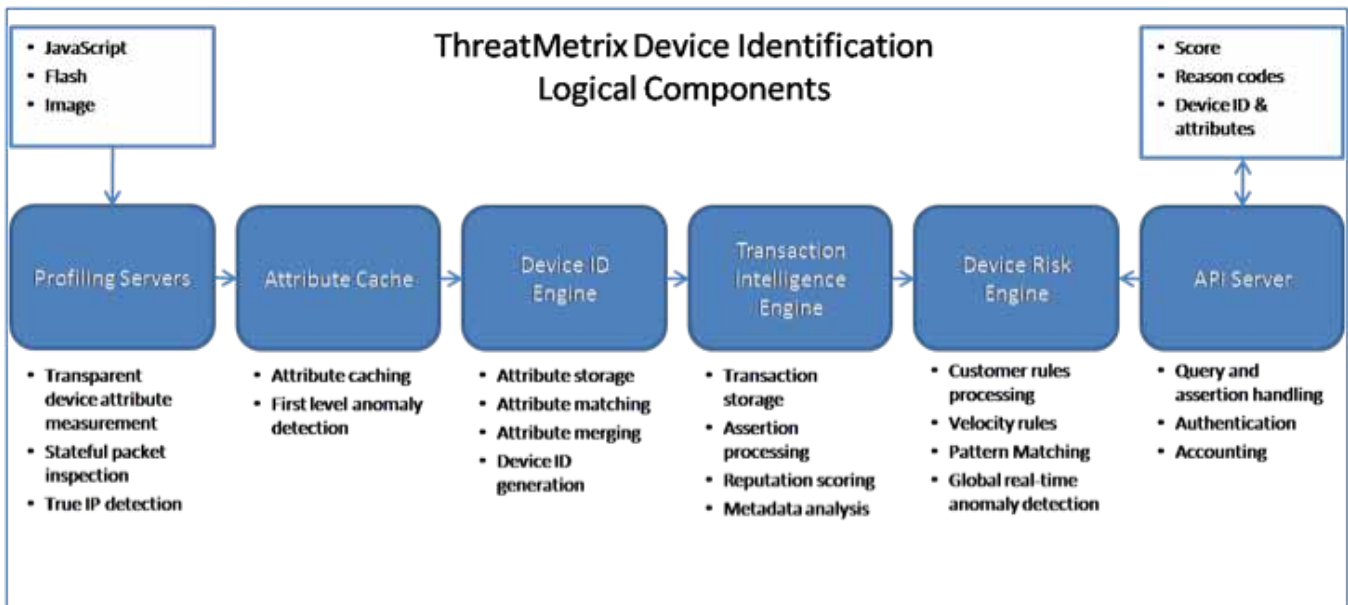 ThreatMetrix Device Identification
Logical Components
• JavaScript
• Flash
• Image
• Score
• Reason codes
• Device ID &
attributes
Profiling Servers
Attribute Cache
Device ID
Engine
Transaction
intelligence
Engine
Device Risk
Engine
API Server
• Transparent
device attribute
measurement
• Stateful packet
inspection
• True IP detection
• Attribute caching
• First level anomaly
detection
• Attribute storage
• Attribute matching
• Attribute merging
• Device ID
generation
• Transaction
storage
• Assertion
processing
• Reputation scoring
• Metadata analysis
• Customer rules
processing
• Velocity rules
• Pattern Matching
• Global real-time
anomaly detection
• Query and
assertion handling
• Authentication
• Accounting